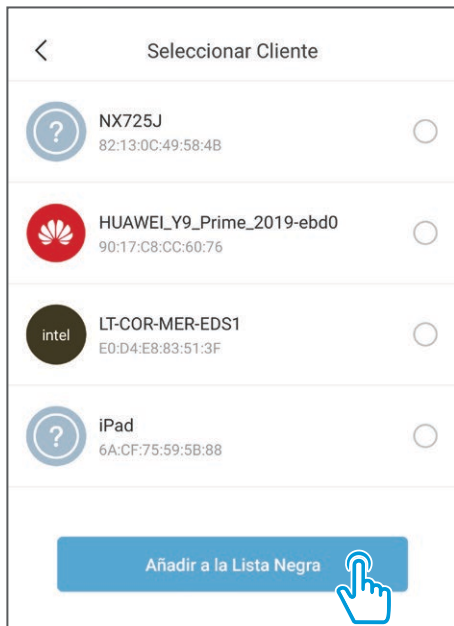 Seleccionar Cliente
?
NX725J
82:13:0C:49:58:4B
HUAWEI_Y9_Prime_2019-ebd0
90:17:C8:CC:60:76
intel
LT-COR-MER-EDS1
E0:D4:E8:83:51:3F
?
iPad
6A:CF:75:59:5B:88
Añadir a la Lista Negra